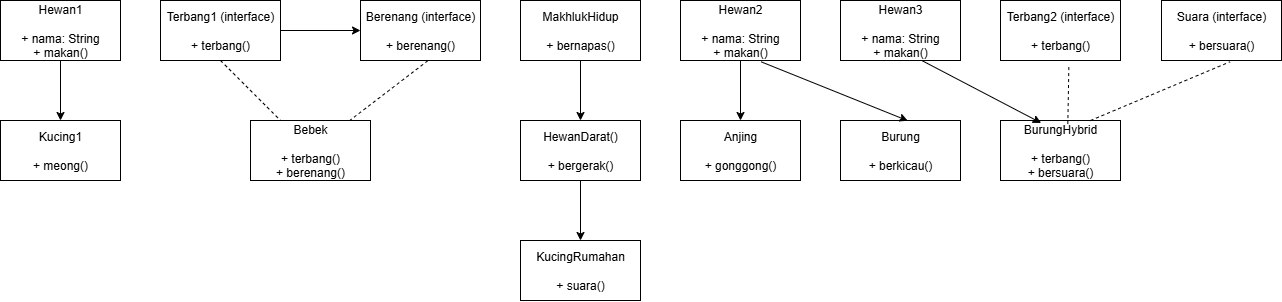 Hewan1
+ nama: String
+ makan()
Terbang1 (interface)
+ terbang()
Berenang (interface)
+ berenang()
MakhlukHidup
+ bernapas()
Hewan2
+ nama: String
+ makan()
Hewan3
+ nama: String
+ makan()
Terbang2 (interface)
+ terbang()
Suara (interface)
+ bersuara()
Kucing1
+ meong()
Bebek
+ terbang()
+ berenang()
HewanDarat()
+ bergerak()
Anjing
+ gonggong()
Burung
+ berkicau()
BurungHybrid
+ terbang()
+ bersuara()
KucingRumahan
+ suara()